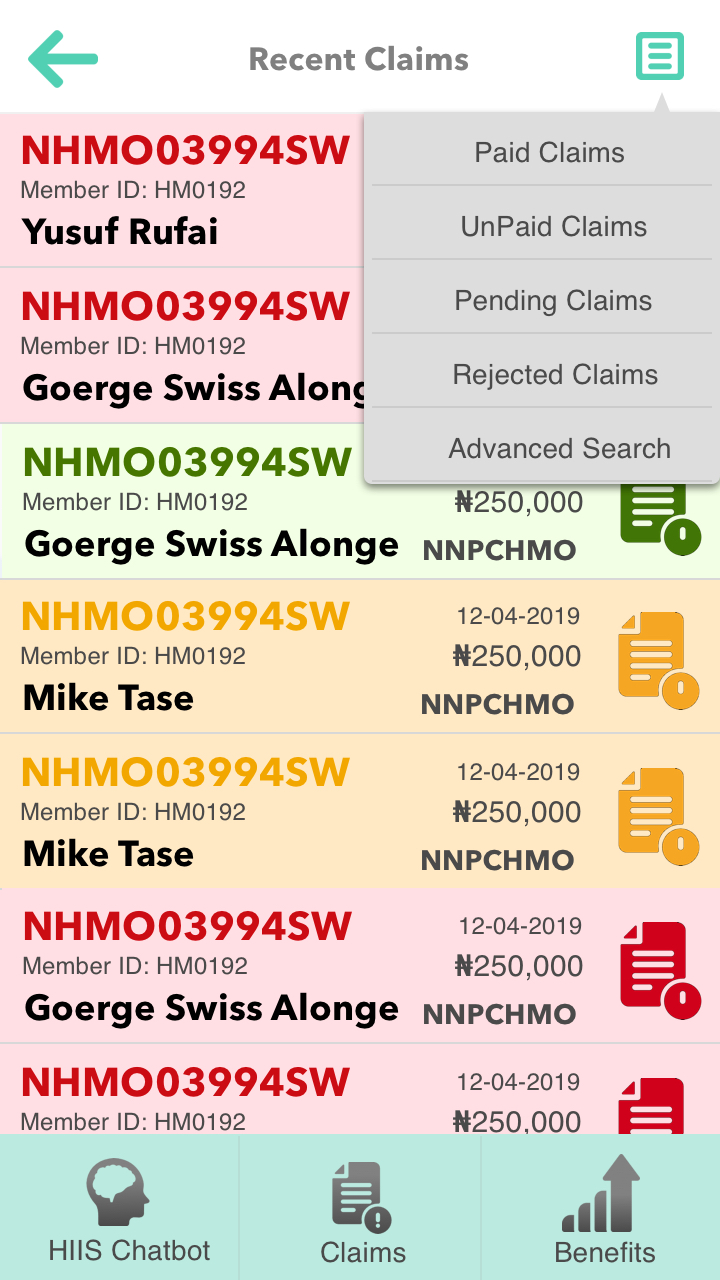 Recent Claims
Paid Claims
UnPaid Claims
Pending Claims
Rejected Claims
Advanced Search
NHMO03994SW
Member ID: HM0192
Yusuf Rufai
NHMO03994SW
Member ID: HM0192
Goerge Swiss Along
NHMO03994SW
Member ID: HM0192
₦250,000
Goerge Swiss Alonge
NNPCHMO
NHMO03994SW
12-04-2019
Member ID: HM0192
₦250,000
Mike Tase
NNPCHMO
NHMO03994SW
12-04-2019
Member ID: HM0192
₦250,000
Mike Tase
NNPCHMO
NHMO03994SW
12-04-2019
Member ID: HM0192
₦250,000
Goerge Swiss Alonge
NNPCHMO
NHMO03994SW
12-04-2019
Member ID: HM0192
₦250,000
HIIS Chatbot
Claims
Benefits